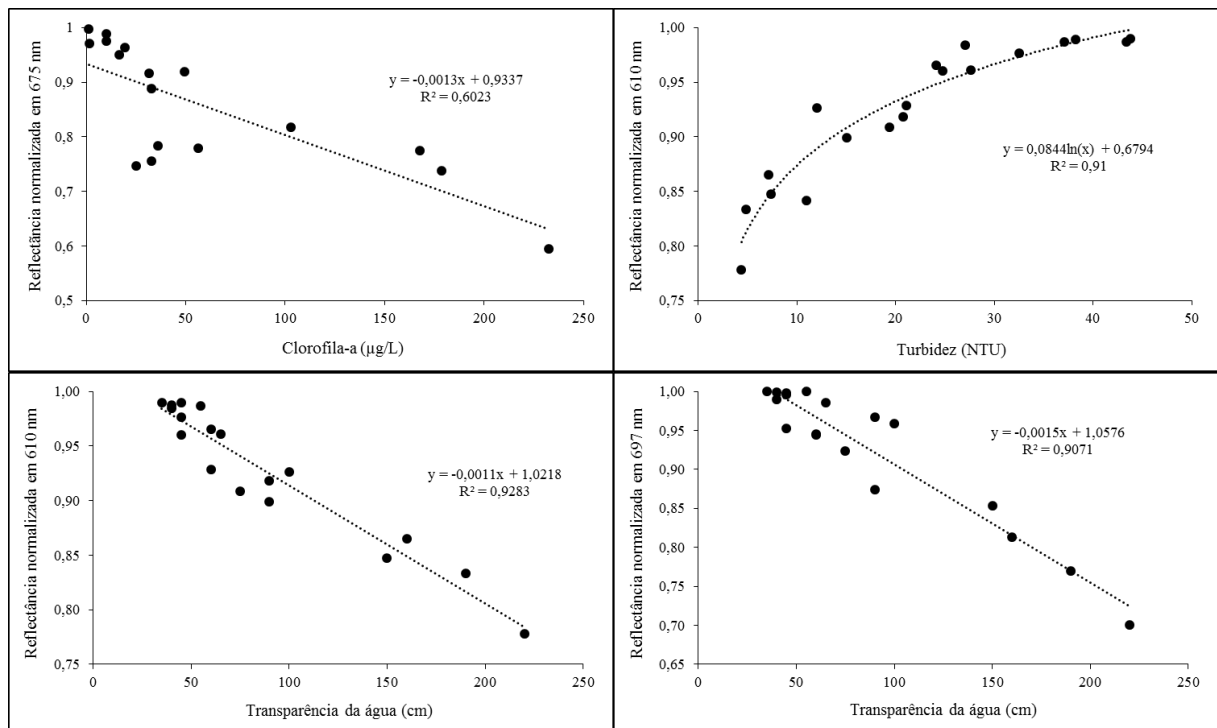 Reflectância normalizada em 675 nm
1
0,9
0,8
0,7
0,6
0,5
y = -0,0013x + 0,9337
R² = 0,6023
0 50 100 150 200 250
Clorofila-a (µg/L)
Reflectância normalizada em 610 nm
1,00
0,95
0,90
0,85
0,80
0,75
y = 0,0844ln(x) + 0,6794
R² = 0,91
0 10 20 30 40 50
Turbidez (NTU)
Reflectância normalizada em 610 nm
1,00
0,95
0,90
0,85
0,80
0,75
y = -0,0011x + 1,0218
R² = 0,9283
0 50 100 150 200 250
Transparência da água (cm)
Reflectância normalizada em 697 nm
1,00
0,95
0,90
0,85
0,80
0,75
0,70
0,65
y = -0,0015x + 1,0576
R² = 0,9071
0 50 100 150 200 250
Transparência da água (cm)